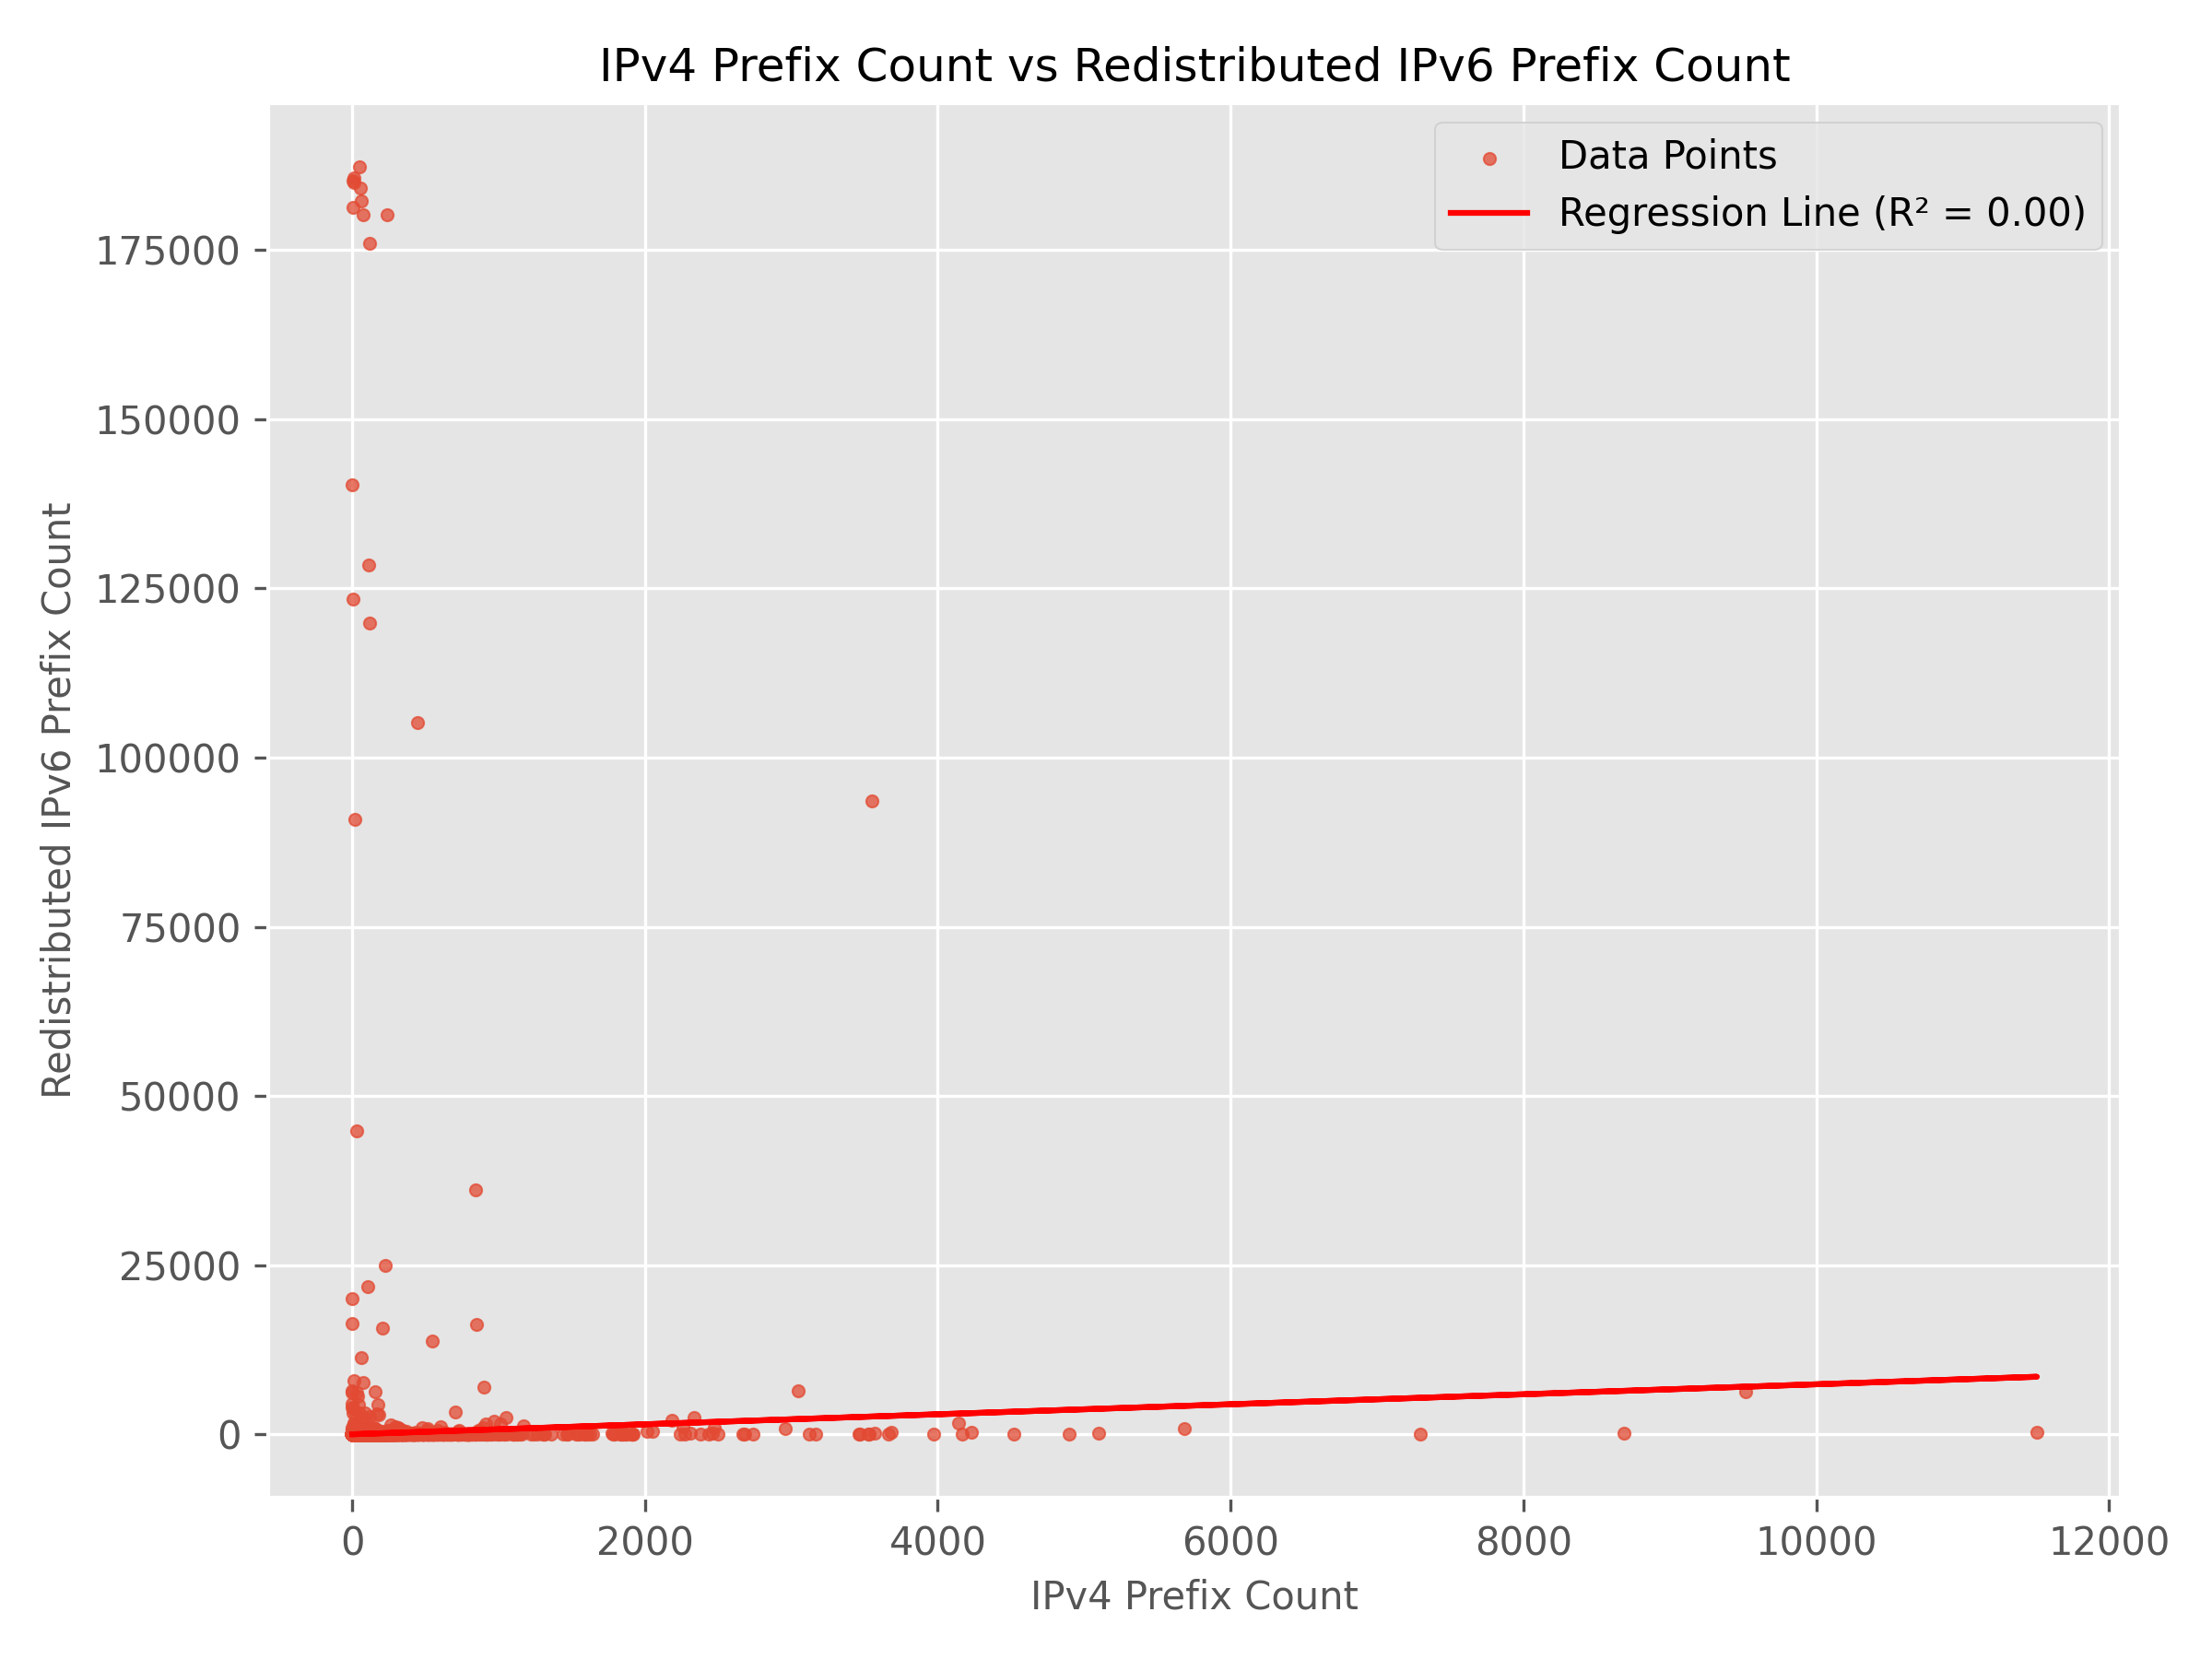 IPv4 Prefix Count vs Redistributed IPv6 Prefix Count
Data Points
Regression Line (R² = 0.00)
Redistributed IPv6 Prefix Count
175000
150000
125000
100000
75000
50000
25000
0
0 2000 4000 6000 8000 10000 12000
IPv4 Prefix Count